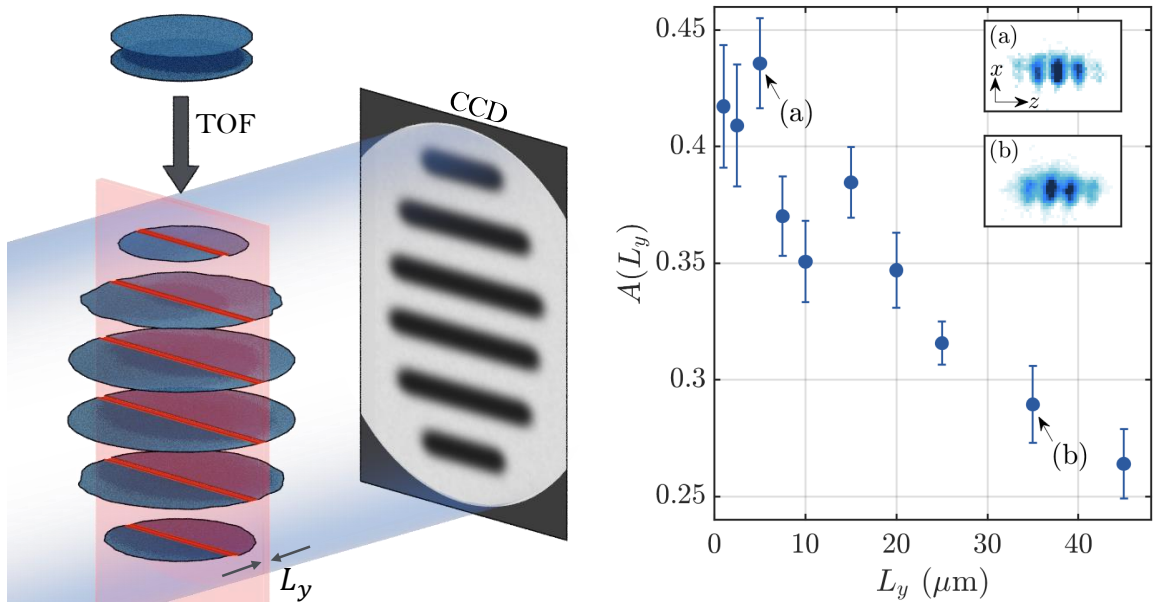 TOF
CCD
L_y
0.45
0.4
0.35
0.3
0.25
A(L_y)
(a)
x
z
(b)
(a)
(b)
0
10
20
30
40
L_y (μm)